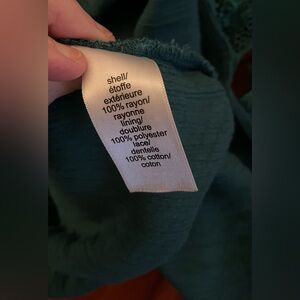 shell/
étoffe
extérieure
100% rayon/
rayonne
lining/
doublure
100% polyester
lace/
dentelle
100% cotton/
coton